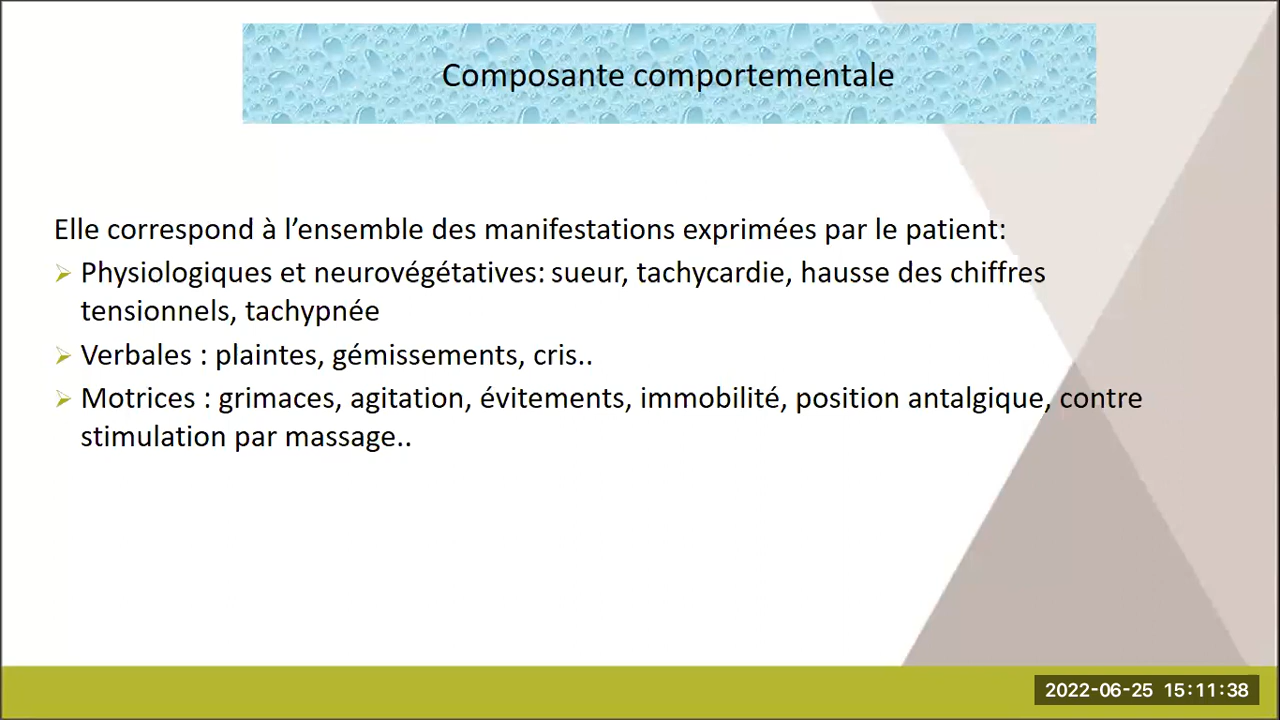 Composante comportementale
Elle correspond à l’ensemble des manifestations exprimées par le patient:
Physiologiques et neurovégétatives: sueur, tachycardie, hausse des chiffres
tensionnels, tachypnée
Verbales : plaintes, gémissements, cris..
Motrices : grimaces, agitation, évitements, immobilité, position antalgique, contre
stimulation par massage..
2022-06-25 15:11:38